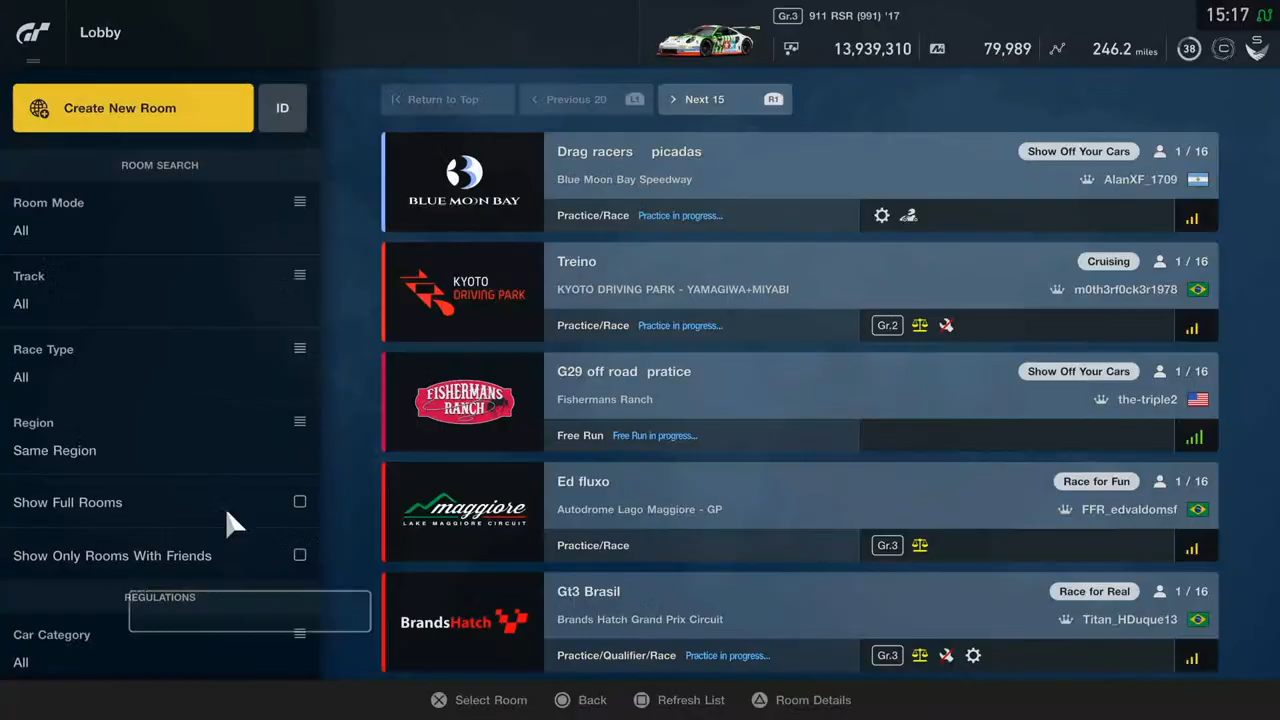 Lobby
Gr.3 911 RSR (991) '17
15:17
13,939,310
79,989
246.2 miles
38
C
S
Create New Room
ID
ROOM SEARCH
Room Mode
All
Track
All
Race Type
All
Region
Same Region
Show Full Rooms
Show Only Rooms With Friends
REGULATIONS
Car Category
All
Return to Top
Previous 20 L1
Next 15 R1
BLUE MOON BAY
Drag racers picadas
Show Off Your Cars
1 / 16
Blue Moon Bay Speedway
AlanXF_1709
Practice/Race Practice in progress...
KYOTO
DRIVING PARK
Treino
Cruising
1 / 16
KYOTO DRIVING PARK - YAMAGIWA+MIYABI
m0th3rf0ck3r1978
Practice/Race Practice in progress...
Gr.2
FISHERMANS
RANCH
G29 off road pratice
Show Off Your Cars
1 / 16
Fishermans Ranch
the-triple2
Free Run Free Run in progress...
maggiore
LAKE MAGGIORE CIRCUIT
Ed fluxo
Race for Fun
1 / 16
Autodrome Lago Maggiore - GP
FFR_edvaldomsf
Practice/Race
Gr.3
BrandsHatch
Gt3 Brasil
Race for Real
1 / 16
Brands Hatch Grand Prix Circuit
Titan_HDuque13
Practice/Qualifier/Race Practice in progress...
Gr.3
Select Room
Back
Refresh List
Room Details